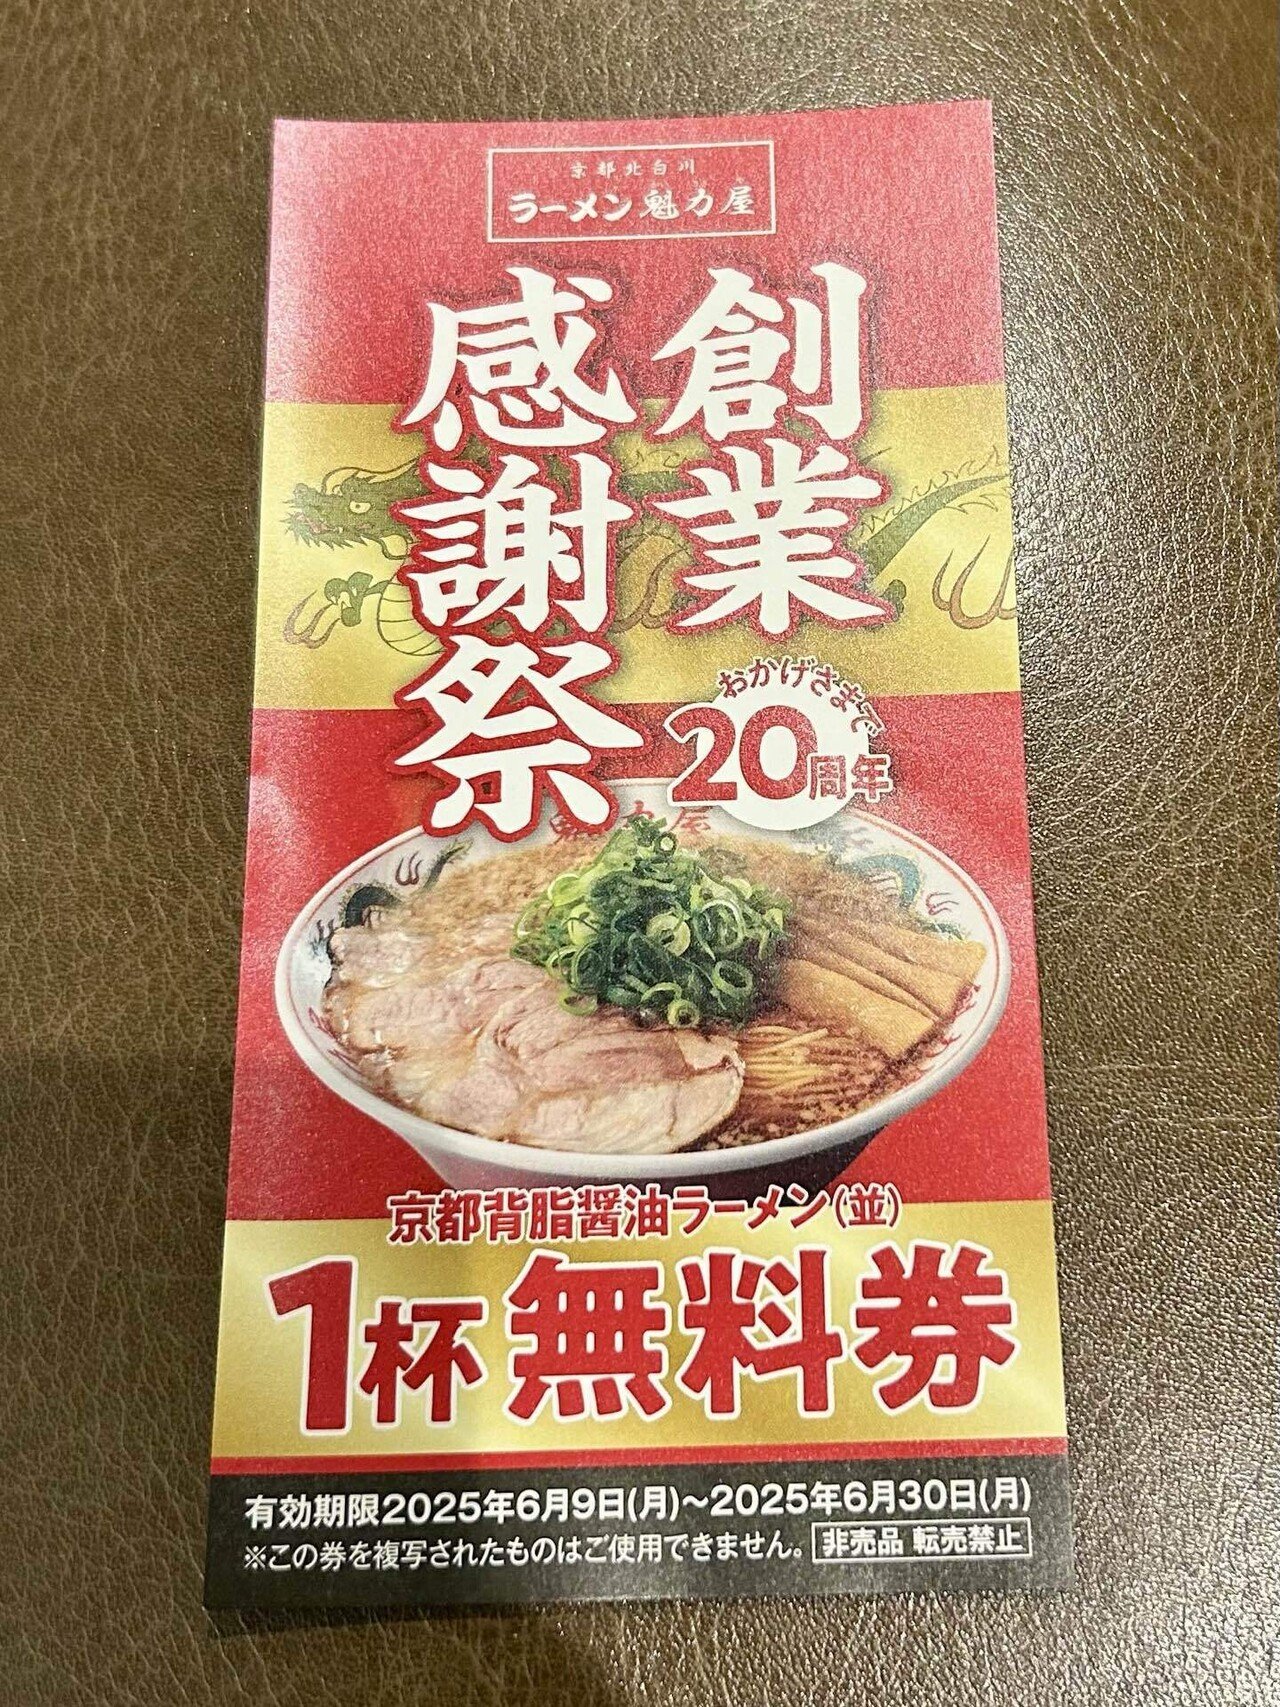 京都北白川
ラーメン魁力屋
創業
感謝祭
おかげさまで
20周年
魁力屋
京都背脂醤油ラーメン(並)
1杯無料券
有効期限2025年6月9日(月)~2025年6月30日(月)
※この券を複写されたものはご使用できません。 非売品 転売禁止